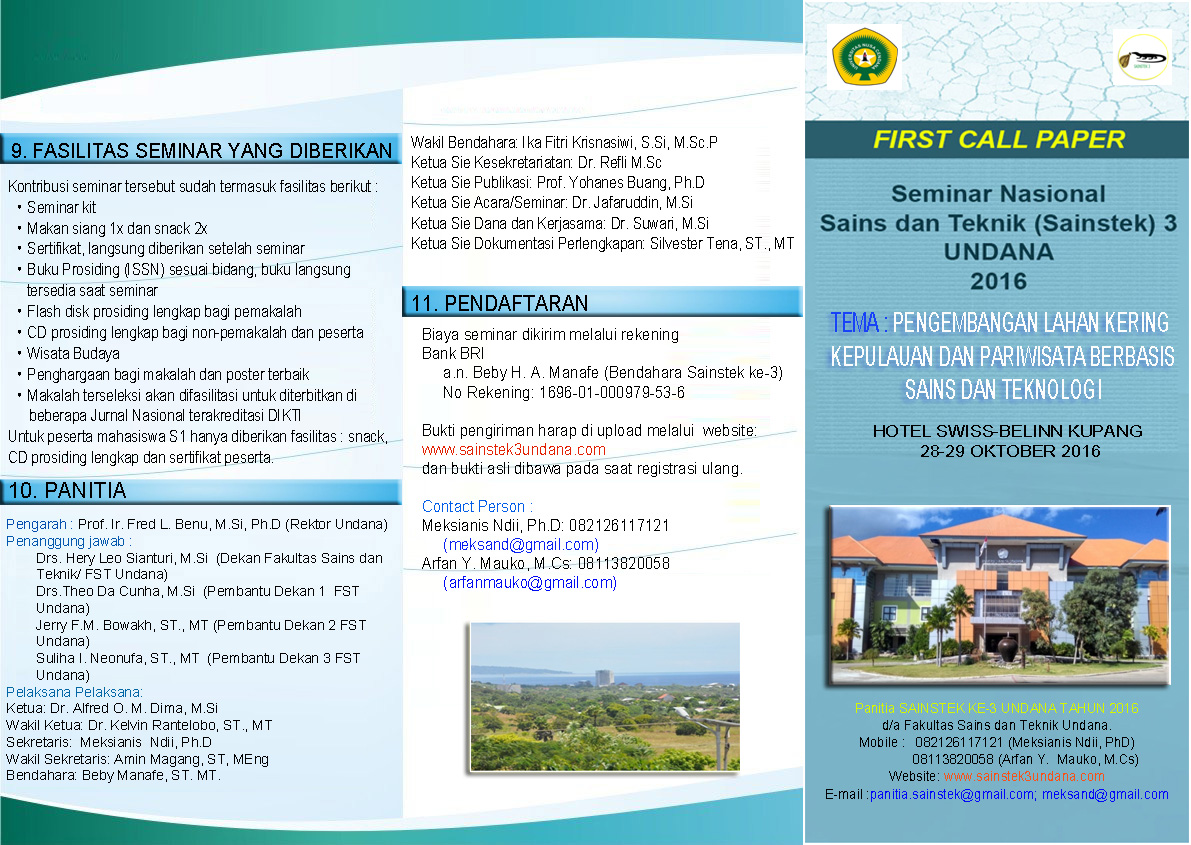 9. FASILITAS SEMINAR YANG DIBERIKAN
Kontribusi seminar tersebut sudah termasuk fasilitas berikut :
• Seminar kit
• Makan siang 1x dan snack 2x
• Sertifikat, langsung diberikan setelah seminar
• Buku Prosiding (ISSN) sesuai bidang, buku langsung
tersedia saat seminar
• Flash disk prosiding lengkap bagi pemakalah
• CD prosiding lengkap bagi non-pemakalah dan peserta
• Wisata Budaya
• Penghargaan bagi makalah dan poster terbaik
• Makalah terseleksi akan difasilitasi untuk diterbitkan di
beberapa Jurnal Nasional terakreditasi DIKTI
Untuk peserta mahasiswa S1 hanya diberikan fasilitas : snack,
CD prosiding lengkap dan sertifikat peserta.
10. PANITIA
Pengarah : Prof. Ir. Fred L. Benu, M.Si, Ph.D (Rektor Undana)
Penanggung jawab :
Drs. Hery Leo Sianturi, M.Si (Dekan Fakultas Sains dan
Teknik/ FST Undana)
Drs.Theo Da Cunha, M.Si (Pembantu Dekan 1 FST
Undana)
Jerry F.M. Bowakh, ST., MT (Pembantu Dekan 2 FST
Undana)
Suliha I. Neonufa, ST., MT (Pembantu Dekan 3 FST
Undana)
Pelaksana Pelaksana:
Ketua: Dr. Alfred O. M. Dima, M.Si
Wakil Ketua: Dr. Kelvin Rantelobo, ST., MT
Sekretaris: Meksianis Ndii, Ph.D
Wakil Sekretaris: Amin Magang, ST, MEng
Bendahara: Beby Manafe, ST. MT.
Wakil Bendahara: Ika Fitri Krisnasiwi, S.Si, M.Sc.P
Ketua Sie Kesekretariatan: Dr. Refli M.Sc
Ketua Sie Publikasi: Prof. Yohanes Buang, Ph.D
Ketua Sie Acara/Seminar: Dr. Jafaruddin, M.Si
Ketua Sie Dana dan Kerjasama: Dr. Suwari, M.Si
Ketua Sie Dokumentasi Perlengkapan: Silvester Tena, ST., MT
11. PENDAFTARAN
Biaya seminar dikirim melalui rekening
Bank BRI
a.n. Beby H. A. Manafe (Bendahara Sainstek ke-3)
No Rekening: 1696-01-000979-53-6
Bukti pengiriman harap di upload melalui website:
www.sainstek3undana.com
dan bukti asli dibawa pada saat registrasi ulang.
Contact Person :
Meksianis Ndii, Ph.D: 082126117121
(meksand@gmail.com)
Arfan Y. Mauko, M.Cs: 08113820058
(arfanmauko@gmail.com)
FIRST CALL PAPER
Seminar Nasional
Sains dan Teknik (Sainstek) 3
UNDANA
2016
TEMA : PENGEMBANGAN LAHAN KERING
KEPULAUAN DAN PARIWISATA BERBASIS
SAINS DAN TEKNOLOGI
HOTEL SWISS-BELINN KUPANG
28-29 OKTOBER 2016
Panitia SAINSTEK KE-3 UNDANA TAHUN 2016
d/a Fakultas Sains dan Teknik Undana.
Mobile : 082126117121 (Meksianis Ndii, PhD)
08113820058 (Arfan Y. Mauko, M.Cs)
Website: www.sainstek3undana.com
E-mail :panitia.sainstek@gmail.com; meksand@gmail.com